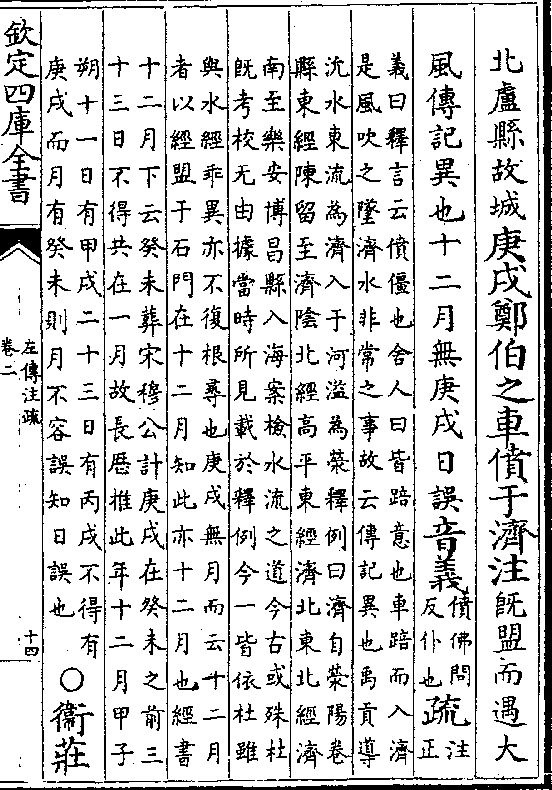 北盧縣故城庚戌鄭伯之車僨于濟注既盟而遇大
風傳記異也十二月無庚戌日誤音義僨佛問
反仆也疏注
正
義曰釋言云僨僵也舍人曰皆踣意也車踣而入濟
是風吹之墜濟水非常之事故云傳記異也禹貢導
沇水東流為濟入于河溢為滎釋例曰濟自滎陽卷
縣東經陳留至濟陰北經高平東經濟北東北經濟
南至樂安博昌縣入海案檢水流之道今古或殊杜
既考校无由據當時所見載於釋例今一皆依杜雖
與水經乖異亦不復根尋也庚戌無月而云十二月
者以經盟于石門在十二月知此亦十二月也經書
十二月下云癸未葬宋穆公計庚戌在癸未之前三
十三日不得共在一月故長歷推此年十二月甲子
朔十一日有甲戌二十三日有丙戌不得有
庚戌而月有癸未則月不容誤知日誤也
○衞莊
欽定四庫全書
左傳注疏
卷二
十四